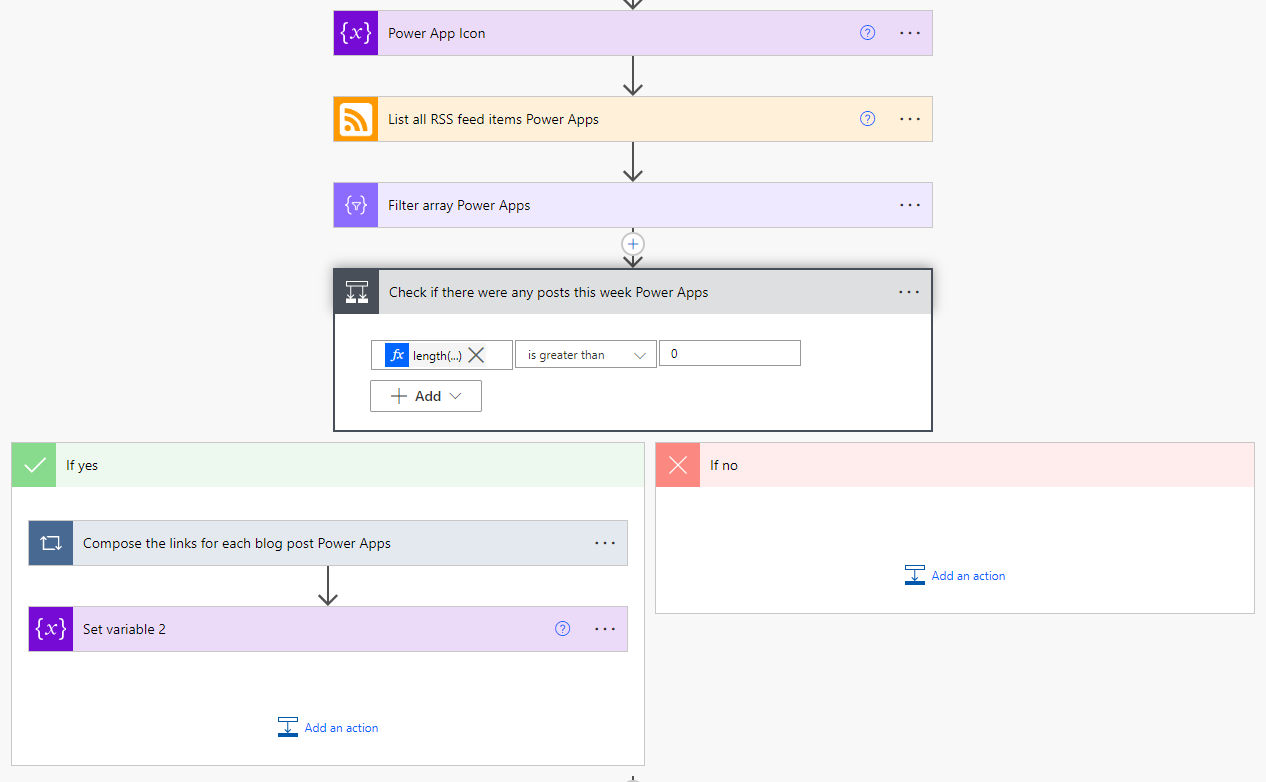 {x} Power App Icon ? ...
List all RSS feed items Power Apps ? ...
Filter array Power Apps ...
Check if there were any posts this week Power Apps ...
fx length(...) is greater than 0
Add
If yes
If no
Compose the links for each blog post Power Apps ...
Add an action
{x} Set variable 2 ? ...
Add an action